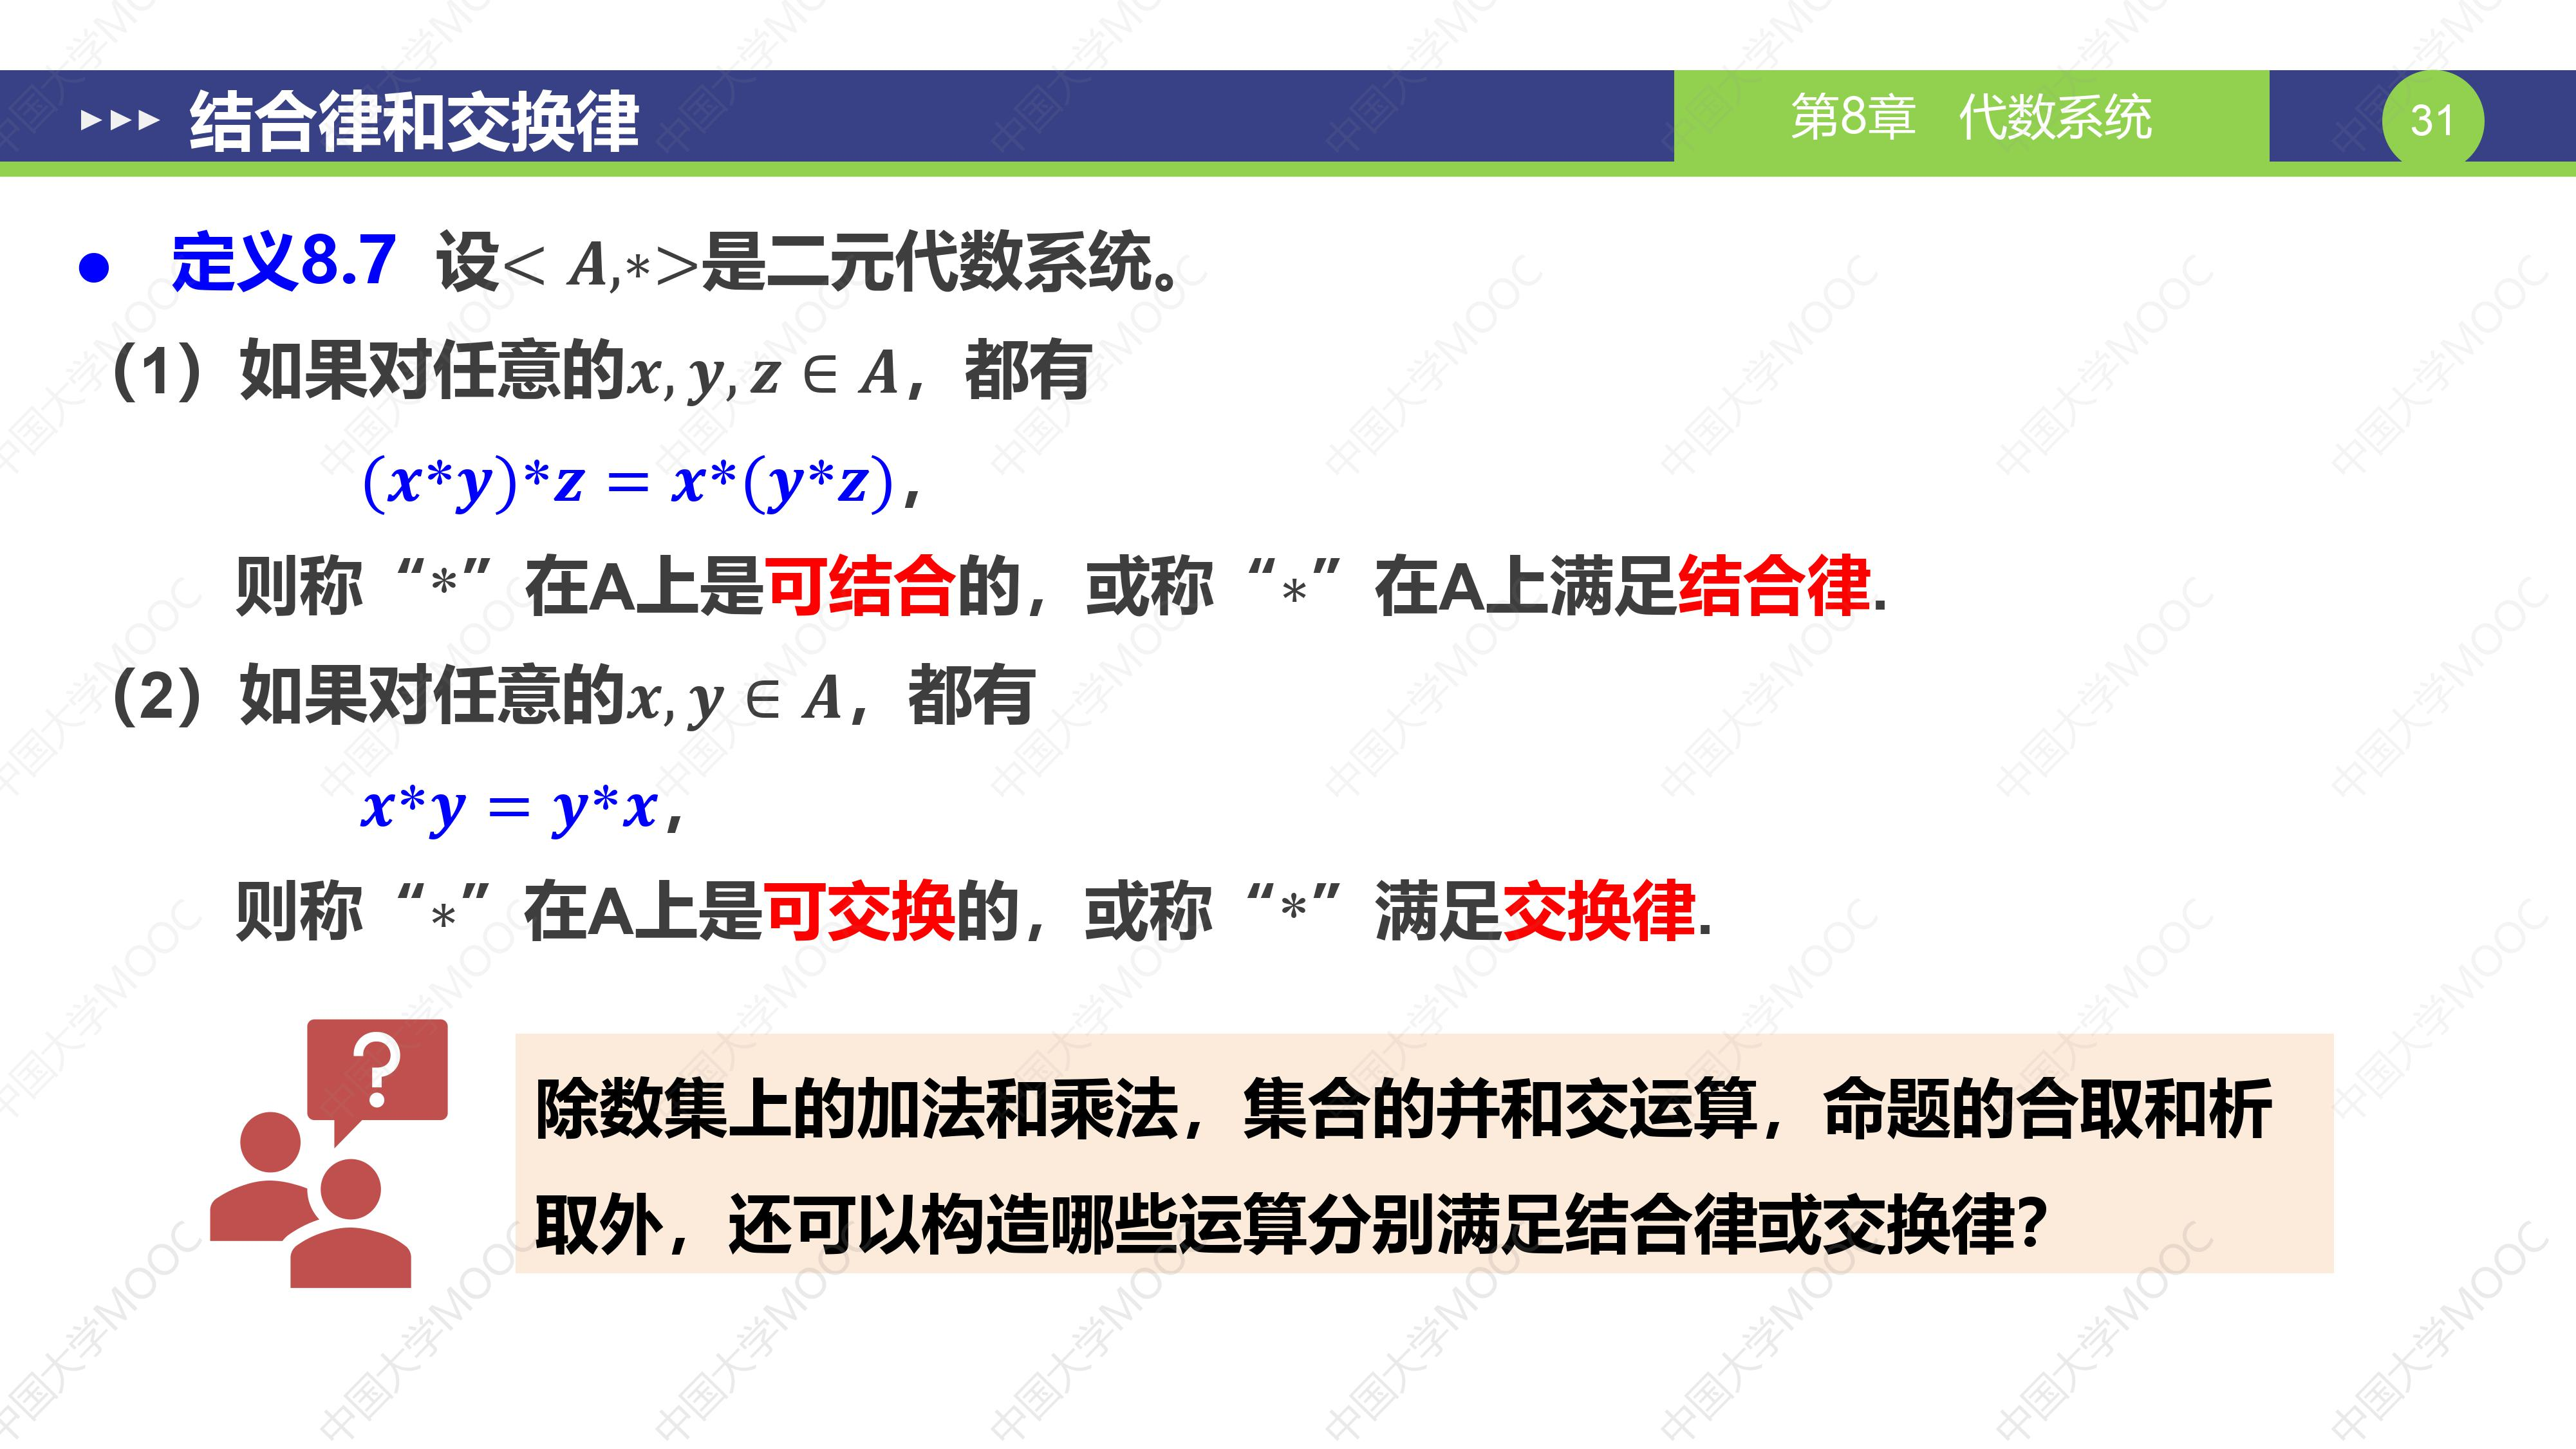 ▶▶▶ 结合律和交换律
第8章 代数系统
31
● 定义8.7 设< A,∗>是二元代数系统。
（1）如果对任意的x, y, z ∈ A，都有
(x*y)*z = x*(y*z)，
则称“*”在A上是可结合的，或称“∗”在A上满足结合律.
（2）如果对任意的x, y ∈ A，都有
x*y = y*x，
则称“∗”在A上是可交换的，或称“*”满足交换律.
?
除数集上的加法和乘法，集合的并和交运算，命题的合取和析
取外，还可以构造哪些运算分别满足结合律或交换律？
中国大学MOOC